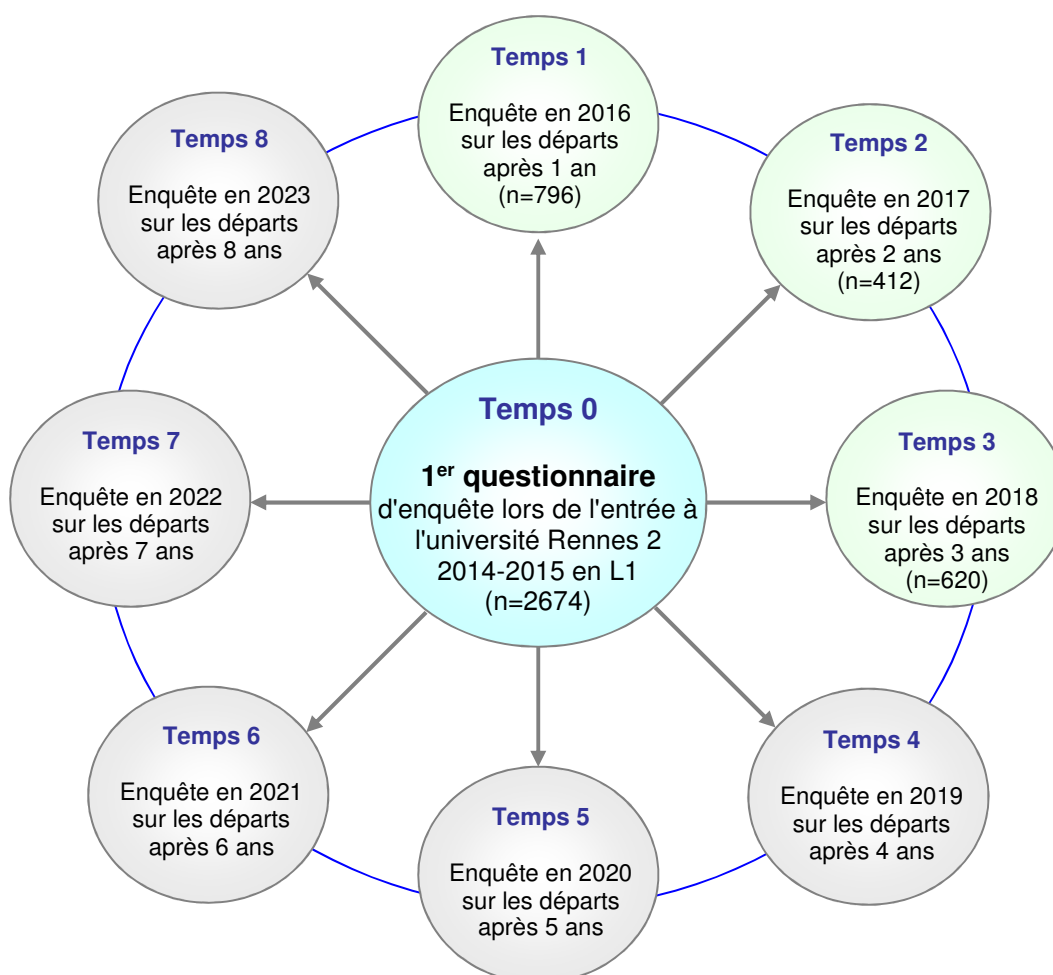 Temps 0
1er questionnaire
d'enquête lors de l'entrée à
l'université Rennes 2
2014-2015 en L1
(n=2674)
Temps 1
Enquête en 2016
sur les départs
après 1 an
(n=796)
Temps 2
Enquête en 2017
sur les départs
après 2 ans
(n=412)
Temps 3
Enquête en 2018
sur les départs
après 3 ans
(n=620)
Temps 4
Enquête en 2019
sur les départs
après 4 ans
Temps 5
Enquête en 2020
sur les départs
après 5 ans
Temps 6
Enquête en 2021
sur les départs
après 6 ans
Temps 7
Enquête en 2022
sur les départs
après 7 ans
Temps 8
Enquête en 2023
sur les départs
après 8 ans